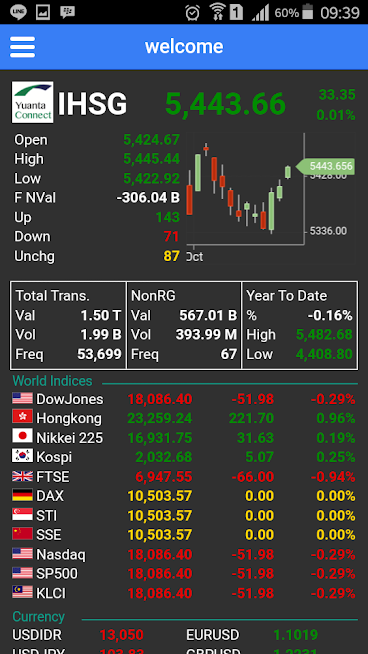 LINE BBM 1 60% 09:39
welcome
Yuanta Connect IHSG 5,443.66 33.35
0.01%
Open 5,424.67
High 5,445.44
Low 5,422.92
F NVal -306.04 B
Up 143
Down 71
Unchg 87
5443.656
5428.00
5336.00
Oct
Total Trans. NonRG Year To Date
Val 1.50 T Val 567.01 B % -0.16%
Vol 1.99 B Vol 393.99 M High 5,482.68
Freq 53,699 Freq 67 Low 4,408.80
World Indices
DowJones 18,086.40 -51.98 -0.29%
Hongkong 23,259.24 221.70 0.96%
Nikkei 225 16,931.75 31.63 0.19%
Kospi 2,032.68 5.07 0.25%
FTSE 6,947.55 -66.00 -0.94%
DAX 10,503.57 0.00 0.00%
STI 10,503.57 0.00 0.00%
SSE 10,503.57 0.00 0.00%
Nasdaq 18,086.40 -51.98 -0.29%
SP500 18,086.40 -51.98 -0.29%
KLCI 18,086.40 -51.98 -0.29%
Currency
USDIDR 13,050 EURUSD 1.1019
USDJPY 103.83 GBPUSD 1.2231